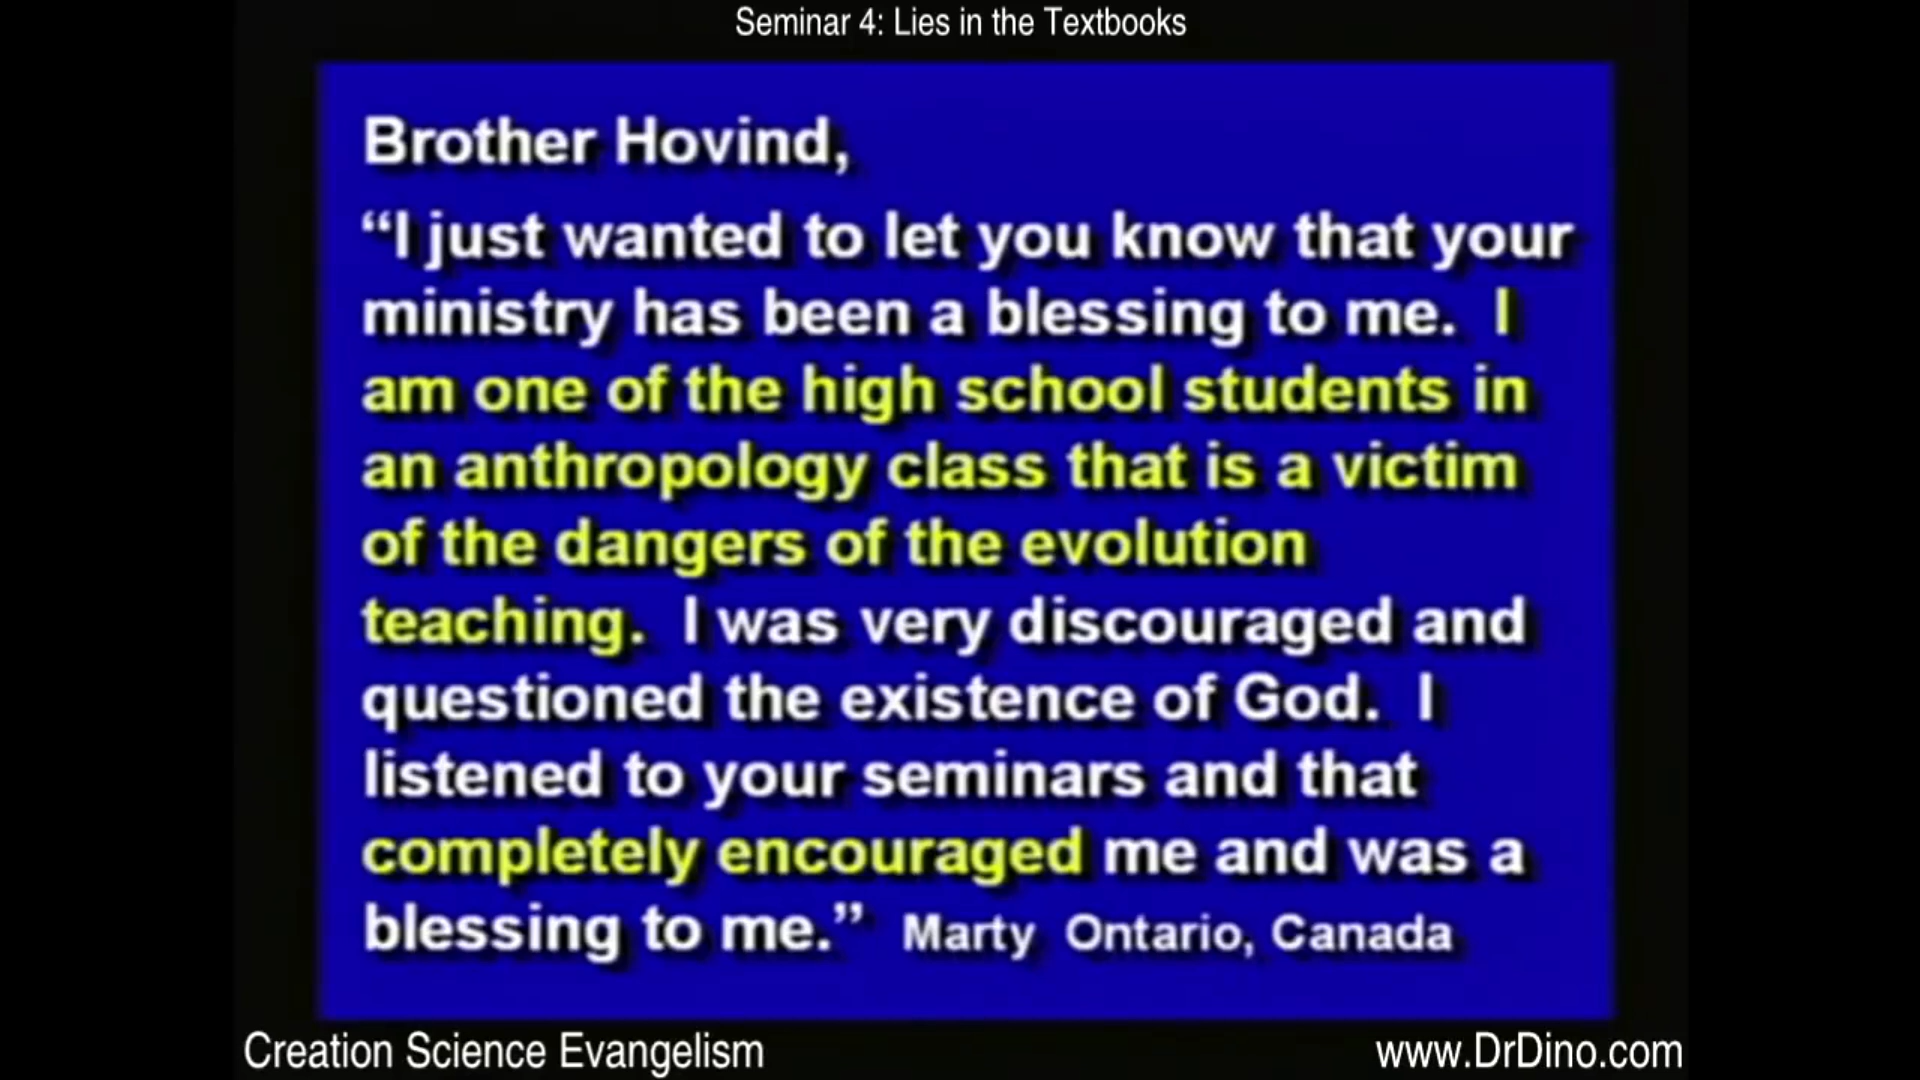 Seminar 4: Lies in the Textbooks
Brother Hovind,
“I just wanted to let you know that your
ministry has been a blessing to me. I
am one of the high school students in
an anthropology class that is a victim
of the dangers of the evolution
teaching. I was very discouraged and
questioned the existence of God. I
listened to your seminars and that
completely encouraged me and was a
blessing to me.” Marty Ontario, Canada
Creation Science Evangelism
www.DrDino.com